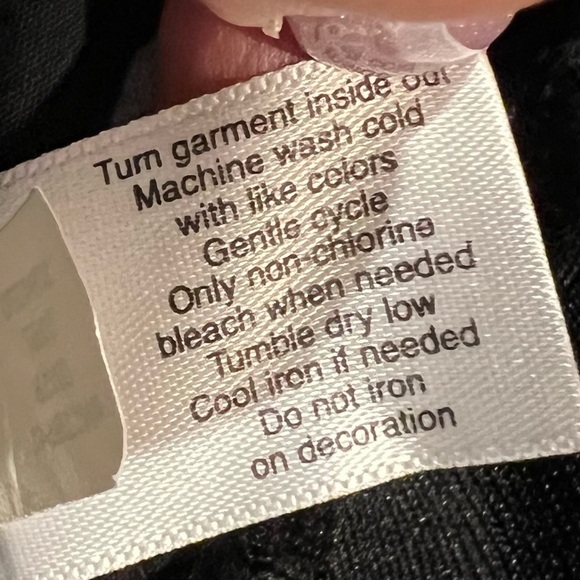 Turn garment inside out
Machine wash cold
with like colors
Gentle cycle
Only non-chlorine
bleach when needed
Tumble dry low
Cool iron if needed
Do not iron
on decoration